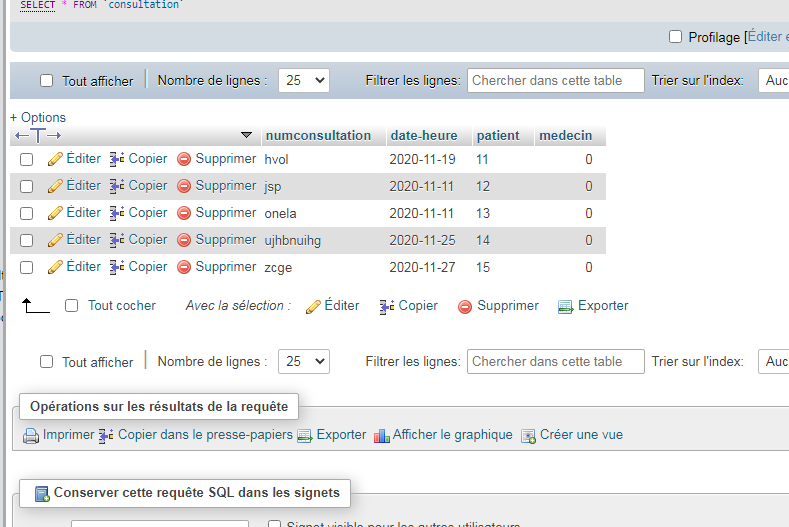 SELECT * FROM `consultation`
Profilage [Éditer e
Tout afficher Nombre de lignes : 25 Filtrer les lignes: Chercher dans cette table Trier sur l'index: Auc
+ Options
←T→ numconsultation date-heure patient medecin
Éditer Copier Supprimer hvol 2020-11-19 11 0
Éditer Copier Supprimer jsp 2020-11-11 12 0
Éditer Copier Supprimer onela 2020-11-11 13 0
Éditer Copier Supprimer ujhbnuihg 2020-11-25 14 0
Éditer Copier Supprimer zcge 2020-11-27 15 0
Tout cocher Avec la sélection : Éditer Copier Supprimer Exporter
Tout afficher Nombre de lignes : 25 Filtrer les lignes: Chercher dans cette table Trier sur l'index: Auc
Opérations sur les résultats de la requête
Imprimer Copier dans le presse-papiers Exporter Afficher le graphique Créer une vue
Conserver cette requête SQL dans les signets
Signet visible pour les autres utilisateurs